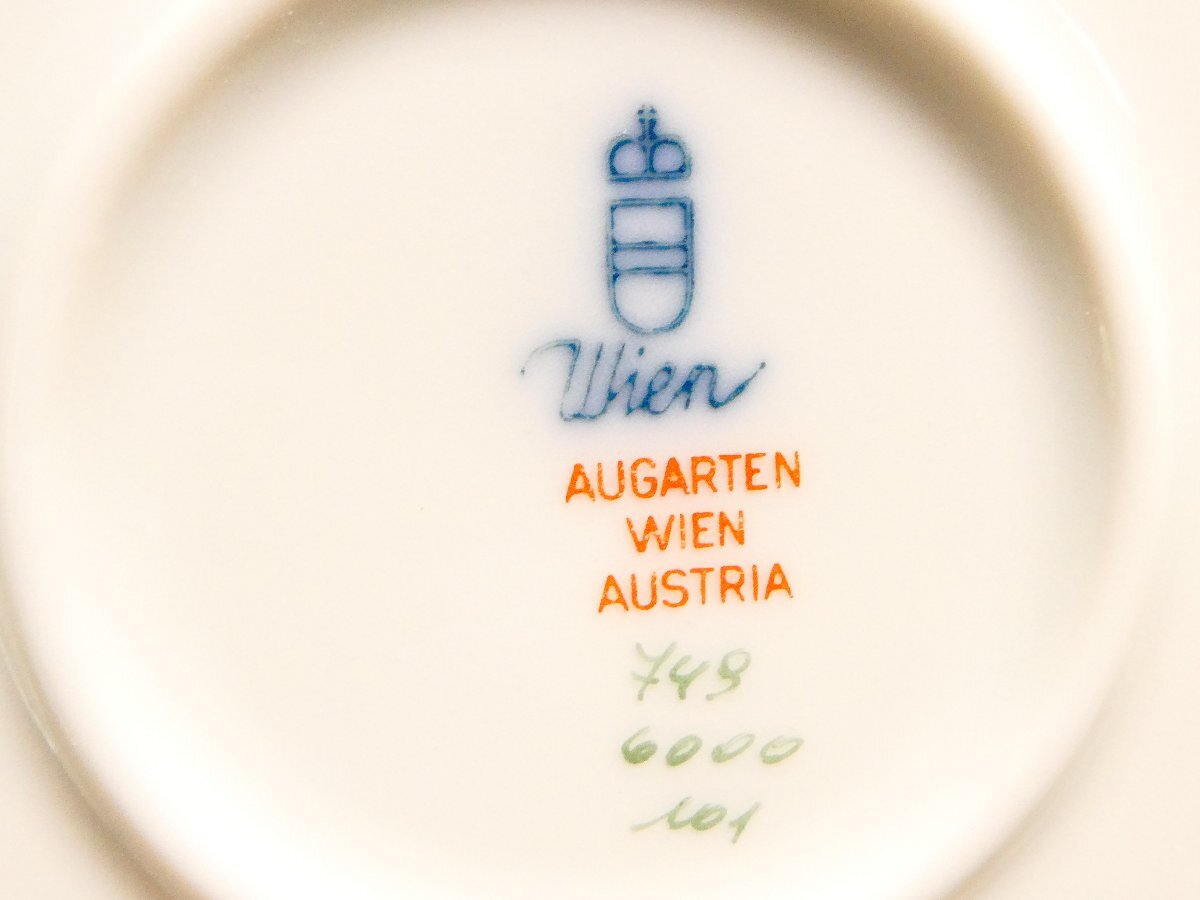 Wien
AUGARTEN
WIEN
AUSTRIA
749
6000
101